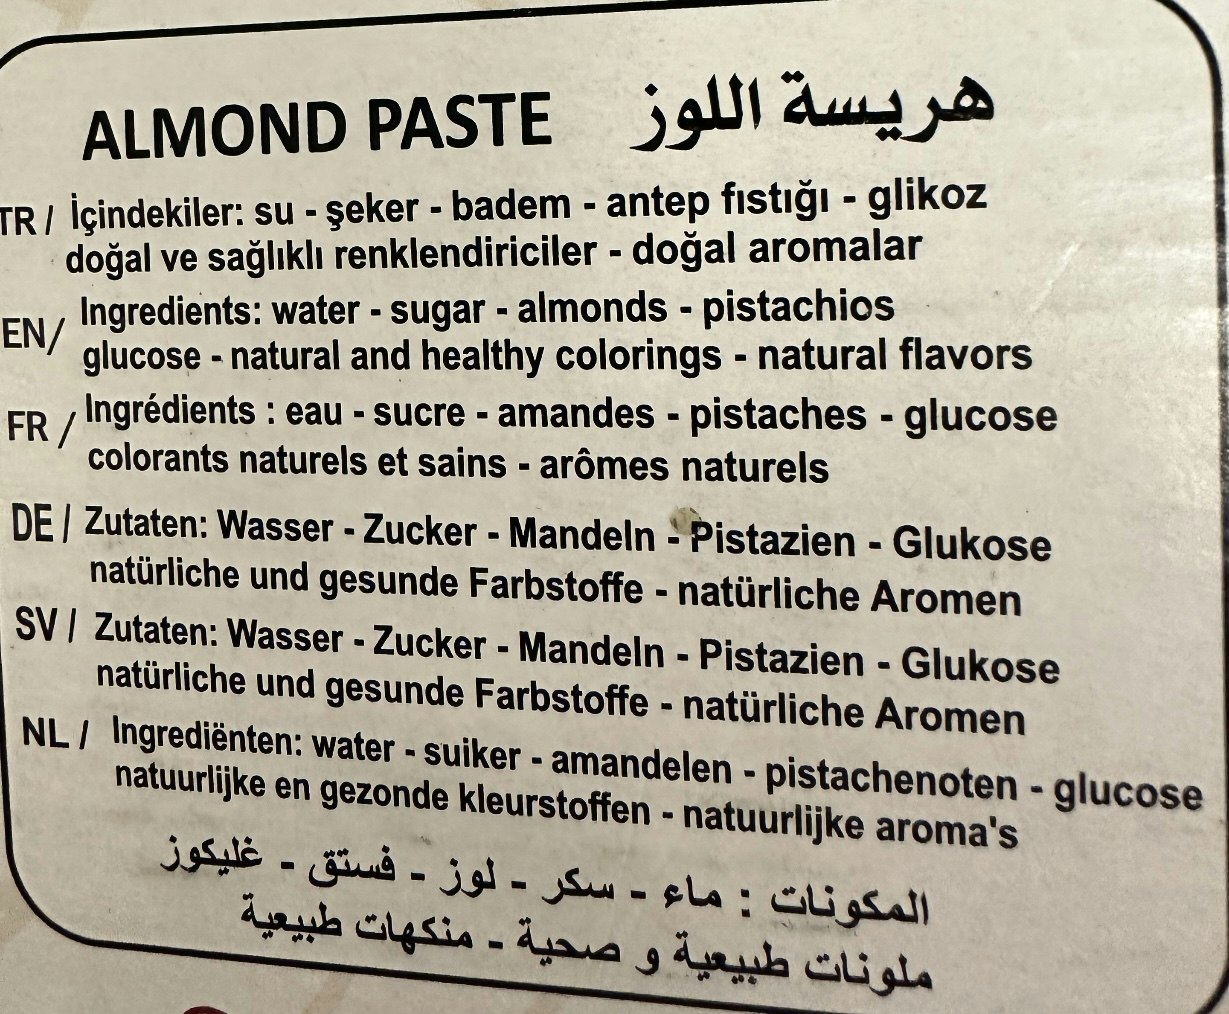 ALMOND PASTE هريسة اللوز
TR / İçindekiler: su - şeker - badem - antep fıstığı - glikoz
doğal ve sağlıklı renklendiriciler - doğal aromalar
EN/ Ingredients: water - sugar - almonds - pistachios
glucose - natural and healthy colorings - natural flavors
FR / Ingrédients : eau - sucre - amandes - pistaches - glucose
colorants naturels et sains - arômes naturels
DE / Zutaten: Wasser - Zucker - Mandeln - Pistazien - Glukose
natürliche und gesunde Farbstoffe - natürliche Aromen
SV / Zutaten: Wasser - Zucker - Mandeln - Pistazien - Glukose
natürliche und gesunde Farbstoffe - natürliche Aromen
NL / Ingrediënten: water - suiker - amandelen - pistachenoten - glucose
natuurlijke en gezonde kleurstoffen - natuurlijke aroma's
المكونات : ماء - سكر - لوز - فستق - غليكوز
ملونات طبيعية و صحية - منكهات طبيعية